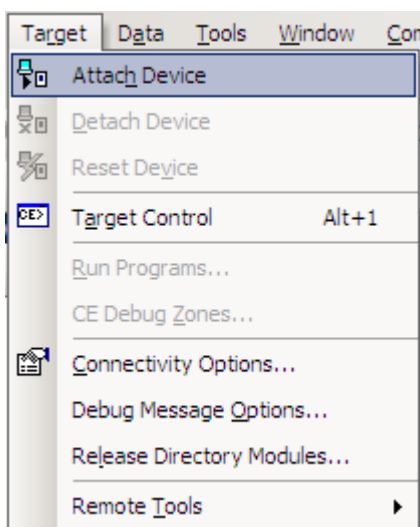 Target Data Tools Window
Attach Device
Detach Device
Reset Device
CE> Target Control Alt+1
Run Programs...
CE Debug Zones...
Connectivity Options...
Debug Message Options...
Release Directory Modules...
Remote Tools